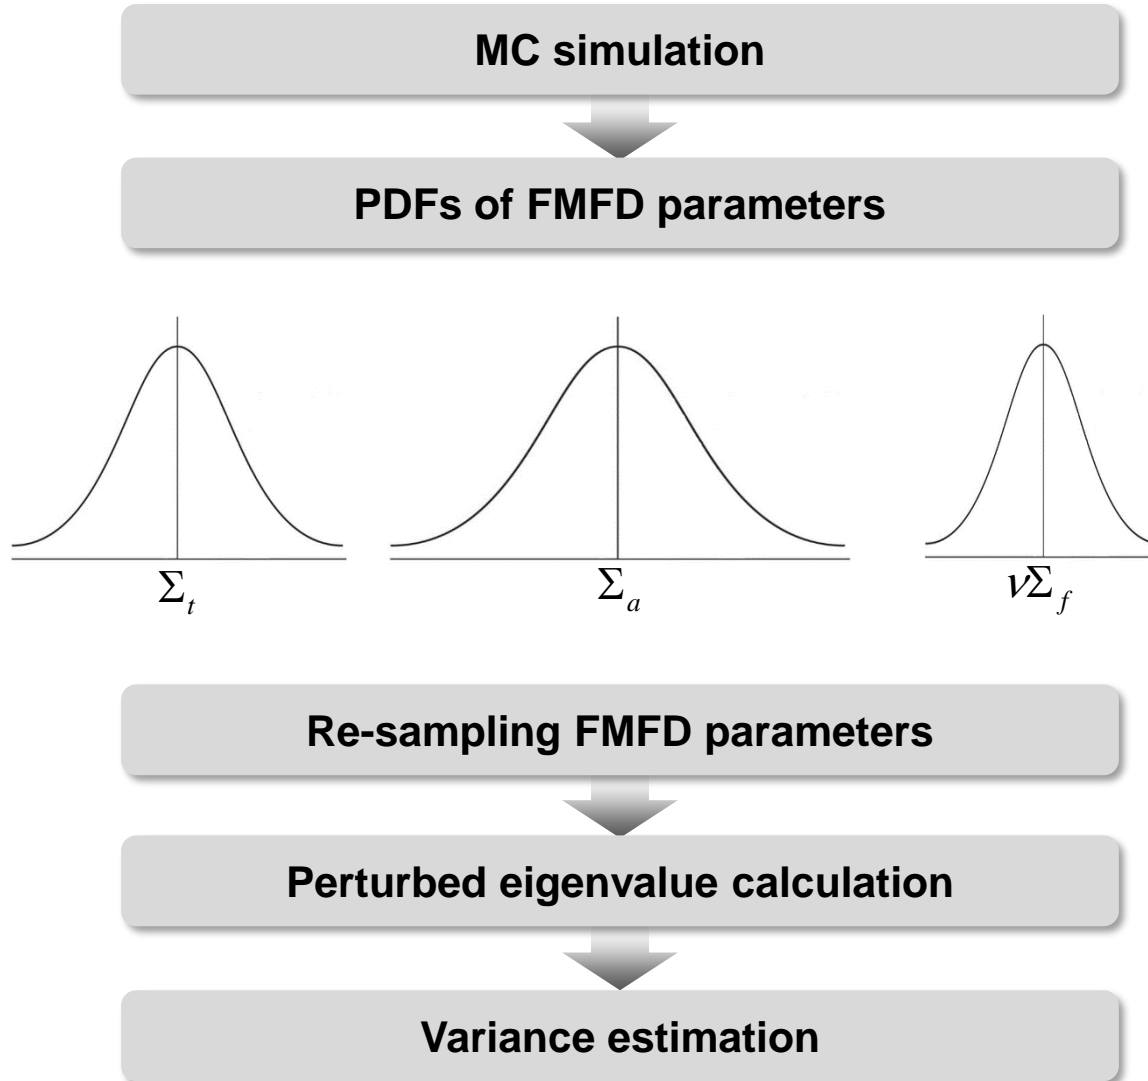 MC simulation
PDFs of FMFD parameters
Σt Σa νΣf
Re-sampling FMFD parameters
Perturbed eigenvalue calculation
Variance estimation